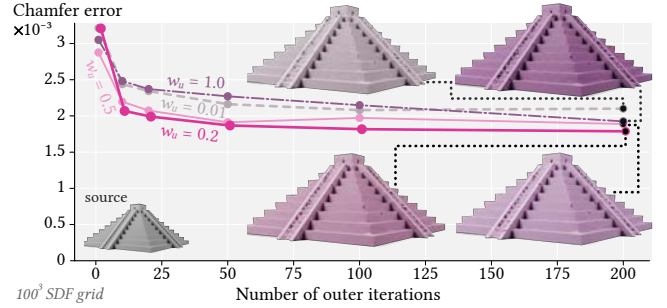 Chamfer error
×10⁻³
3
2.5
2
1.5
1
0.5
0
w_u = 1.0
w_u = 0.01
w_u = 0.5
w_u = 0.2
source
0
25
50
75
100
125
150
175
200
100³ SDF grid
Number of outer iterations